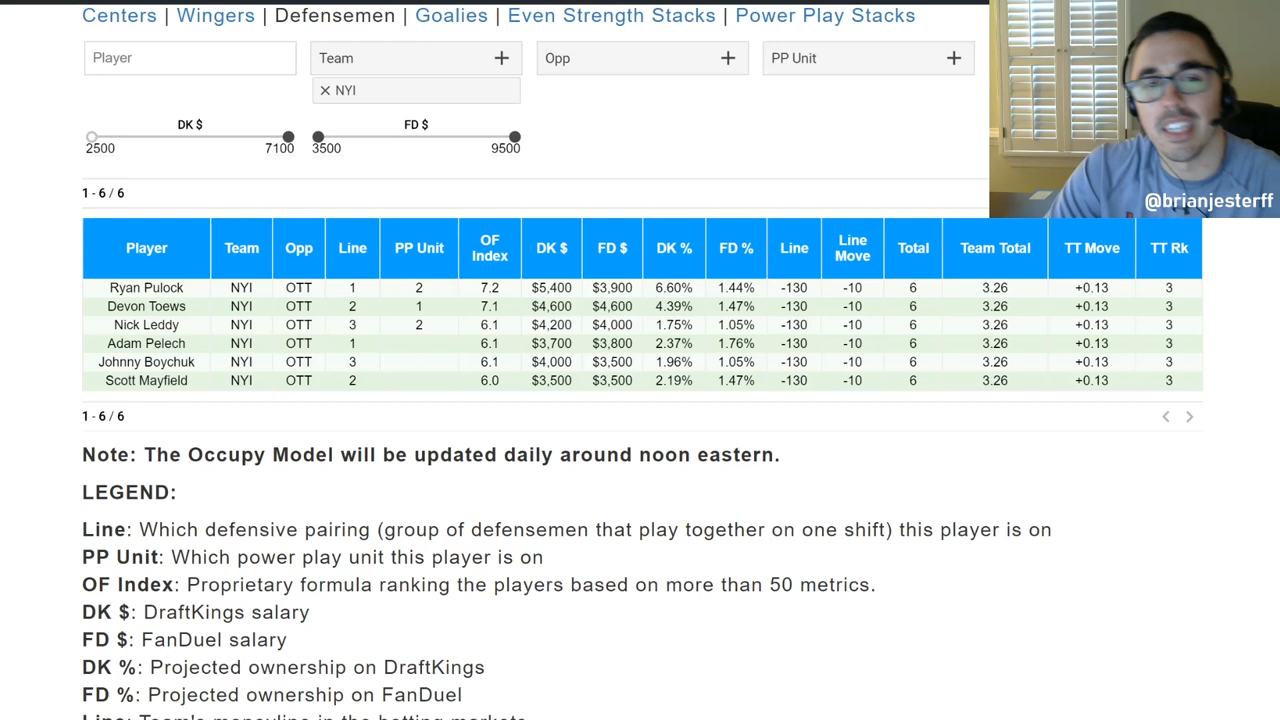 Centers | Wingers | Defensemen | Goalies | Even Strength Stacks | Power Play Stacks
Player Team + Opp + PP Unit +
× NYI
DK $ FD $
2500 7100 3500 9500
1 - 6 / 6
@brianjesterff
Player Team Opp Line PP Unit OF Index DK $ FD $ DK % FD % Line Line Move Total Team Total TT Move TT Rk
Ryan Pulock NYI OTT 1 2 7.2 $5,400 $3,900 6.60% 1.44% -130 -10 6 3.26 +0.13 3
Devon Toews NYI OTT 2 1 7.1 $4,600 $4,600 4.39% 1.47% -130 -10 6 3.26 +0.13 3
Nick Leddy NYI OTT 3 2 6.1 $4,200 $4,000 1.75% 1.05% -130 -10 6 3.26 +0.13 3
Adam Pelech NYI OTT 1 6.1 $3,700 $3,800 2.37% 1.76% -130 -10 6 3.26 +0.13 3
Johnny Boychuk NYI OTT 3 6.1 $4,000 $3,500 1.96% 1.05% -130 -10 6 3.26 +0.13 3
Scott Mayfield NYI OTT 2 6.0 $3,500 $3,500 2.19% 1.47% -130 -10 6 3.26 +0.13 3
1 - 6 / 6
Note: The Occupy Model will be updated daily around noon eastern.
LEGEND:
Line: Which defensive pairing (group of defensemen that play together on one shift) this player is on
PP Unit: Which power play unit this player is on
OF Index: Proprietary formula ranking the players based on more than 50 metrics.
DK $: DraftKings salary
FD $: FanDuel salary
DK %: Projected ownership on DraftKings
FD %: Projected ownership on FanDuel
Line: Team's moneyline in the betting markets